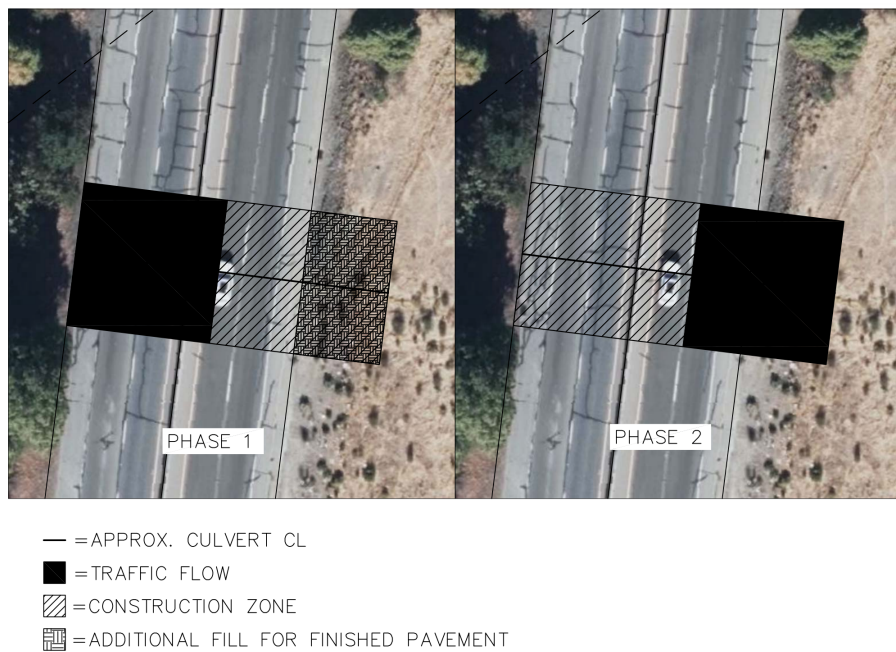 PHASE 1
PHASE 2
=APPROX. CULVERT CL
=TRAFFIC FLOW
=CONSTRUCTION ZONE
=ADDITIONAL FILL FOR FINISHED PAVEMENT